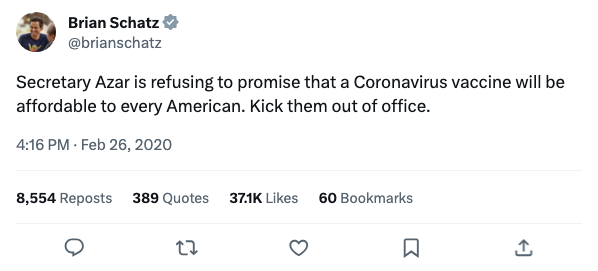 Brian Schatz
@brianschatz
Secretary Azar is refusing to promise that a Coronavirus vaccine will be
affordable to every American. Kick them out of office.
4:16 PM · Feb 26, 2020
8,554 Reposts 389 Quotes 37.1K Likes 60 Bookmarks